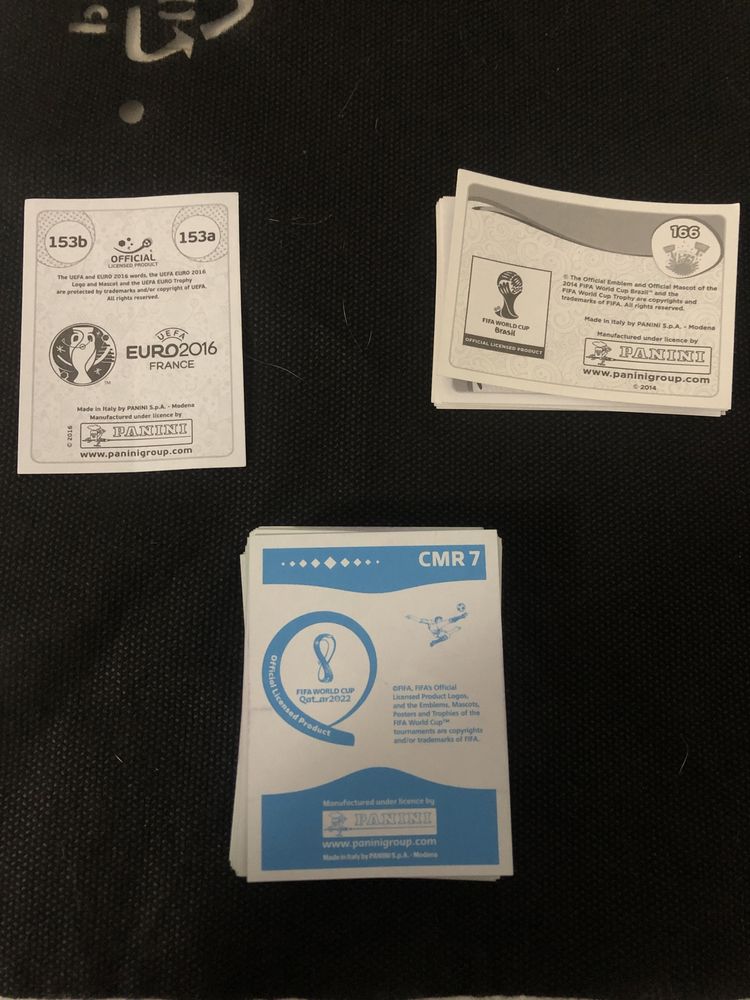 153b
153a
OFFICIAL
LICENSED PRODUCT
The UEFA and EURO 2016 words, the UEFA EURO 2016
Logo and Mascot and the UEFA EURO Trophy
are protected by trademarks and/or copyright of UEFA.
All rights reserved.
UEFA
EURO2016
FRANCE
TM
Made in Italy by PANINI S.p.A. - Modena
Manufactured under licence by
© 2016
PANINI
www.paninigroup.com
166
© The Official Emblem and Official Mascot of the
2014 FIFA World Cup Brazil™ and the
FIFA World Cup Trophy are copyrights and
trademarks of FIFA. All rights reserved.
FIFA WORLD CUP
Brasil
OFFICIAL LICENSED PRODUCT
Made in Italy by PANINI S.p.A. - Modena
Manufactured under licence by
PANINI
www.paninigroup.com
© 2014
CMR 7
FIFA WORLD CUP
Qatar2022
Official Licensed Product
©FIFA, FIFA's Official
Licensed Product Logos,
and the Emblems, Mascots,
Posters and Trophies of the
FIFA World Cup™
tournaments are copyrights
and/or trademarks of FIFA.
Manufactured under licence by
PANINI
www.paninigroup.com
Made in Italy by PANINI S.p.A. - Modena